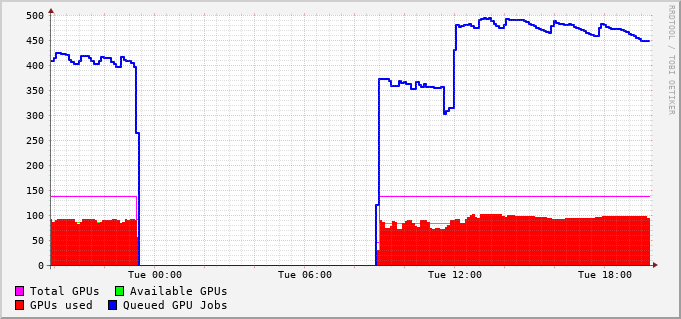 500
450
400
350
300
250
200
150
100
50
0
Tue 00:00 Tue 06:00 Tue 12:00 Tue 18:00
Total GPUs Available GPUs
GPUs used Queued GPU Jobs
RRDTOOL / TOBI OETIKER